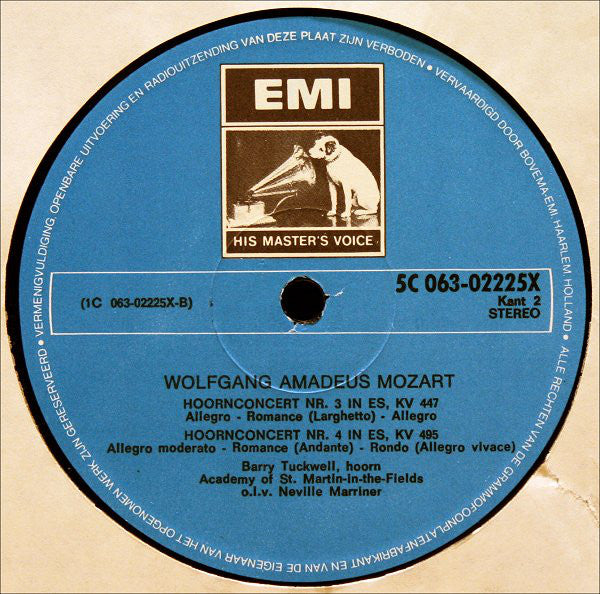 EMI
HIS MASTER'S VOICE
5C 063-02225X
Kant 2
STEREO
(1C 063-02225X-B)
WOLFGANG AMADEUS MOZART
HOORNCONCERT NR. 3 IN ES, KV 447
Allegro - Romance (Larghetto) - Allegro
HOORNCONCERT NR. 4 IN ES, KV 495
Allegro moderato - Romance (Andante) - Rondo (Allegro vivace)
Barry Tuckwell, hoorn
Academy of St. Martin-in-the-Fields
o.l.v. Neville Marriner
• VERVAARDIGD DOOR BOVEMA-EMI, HAARLEM, HOLLAND • ALLE RECHTEN VAN DE GRAMMOFOONPLATENFABRIKANT EN VAN DE EIGENAAR VAN HET OPGENOMEN WERK ZIJN GERESERVEERD • VERMENIGVULDIGING, OPENBARE UITVOERING EN RADIOUITZENDING VAN DEZE PLAAT ZIJN VERBODEN